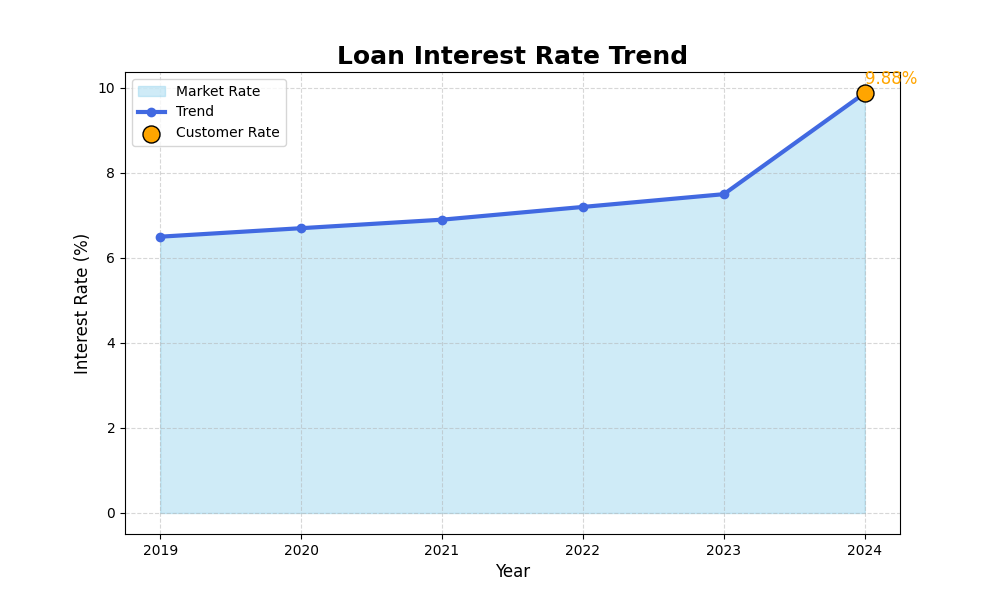 Loan Interest Rate Trend
9.88%
Market Rate
Trend
Customer Rate
10
8
6
4
2
0
Interest Rate (%)
2019 2020 2021 2022 2023 2024
Year